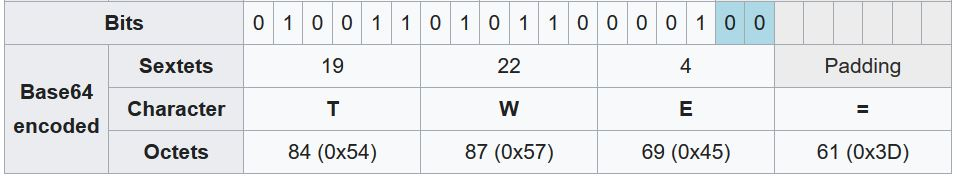 Bits 0 1 0 0 1 1 0 1 0 1 1 0 0 0 0 1 0 0
Base64 encoded
Sextets 19 22 4 Padding
Character T W E =
Octets 84 (0x54) 87 (0x57) 69 (0x45) 61 (0x3D)